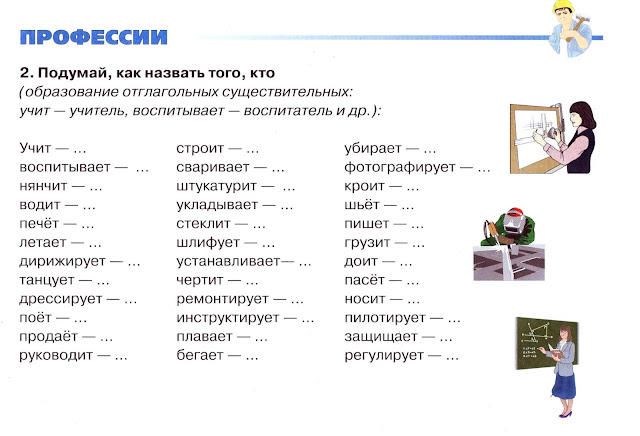 ПРОФЕССИИ
2. Подумай, как назвать того, кто
(образование отглагольных существительных:
учит — учитель, воспитывает — воспитатель и др.):
Учит — ...
воспитывает — ...
нянчит — ...
водит — ...
печёт — ...
летает — ...
дирижирует — ...
танцует — ...
дрессирует — ...
поёт — ...
продаёт — ...
руководит — ...
строит — ...
сваривает — ...
штукатурит — ...
укладывает — ...
стеклит — ...
шлифует — ...
устанавливает— ...
чертит — ...
ремонтирует — ...
инструктирует — ...
плавает — ...
бегает — ...
убирает — ...
фотографирует — ...
кроит — ...
шьёт — ...
пишет — ...
грузит — ...
доит — ...
пасёт — ...
носит — ...
пилотирует — ...
защищает — ...
регулирует — ...